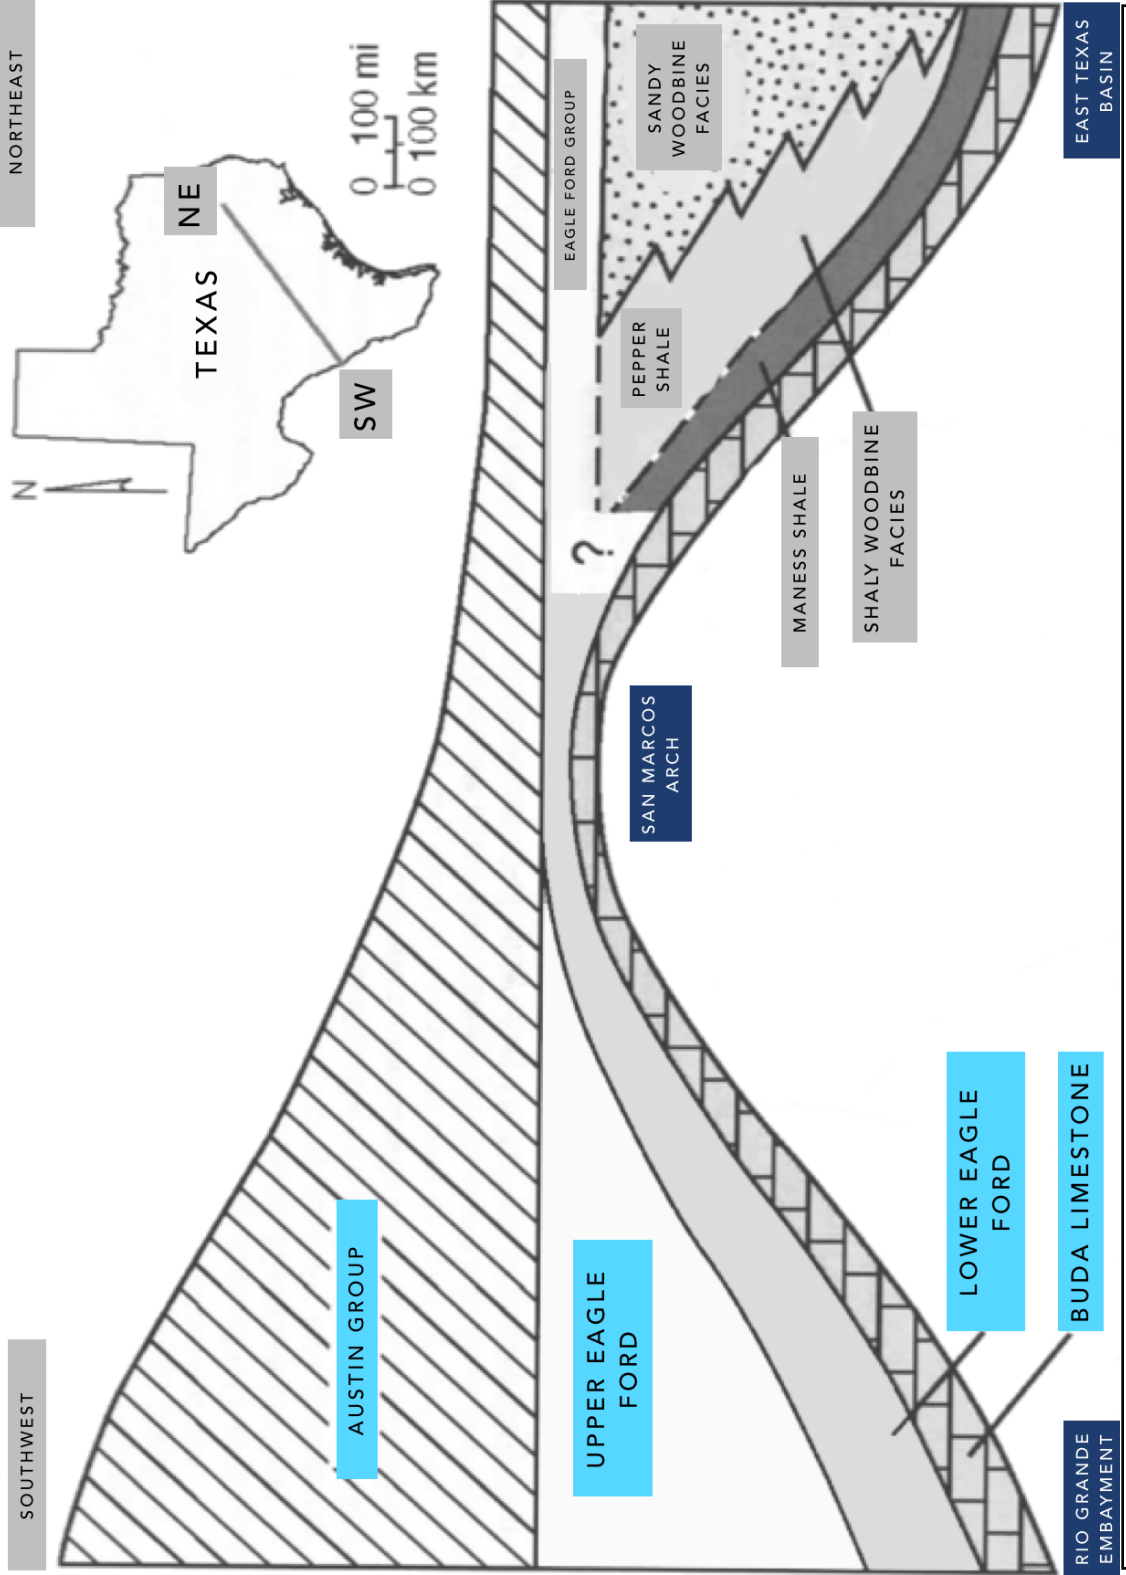 SOUTHWEST
NORTHEAST
N
TEXAS
NE
SW
0 100 mi
0 100 km
AUSTIN GROUP
UPPER EAGLE
FORD
EAGLE FORD GROUP
SANDY
WOODBINE
FACIES
PEPPER
SHALE
?
SAN MARCOS
ARCH
MANESS SHALE
SHALY WOODBINE
FACIES
LOWER EAGLE
FORD
BUDA LIMESTONE
RIO GRANDE
EMBAYMENT
EAST TEXAS
BASIN